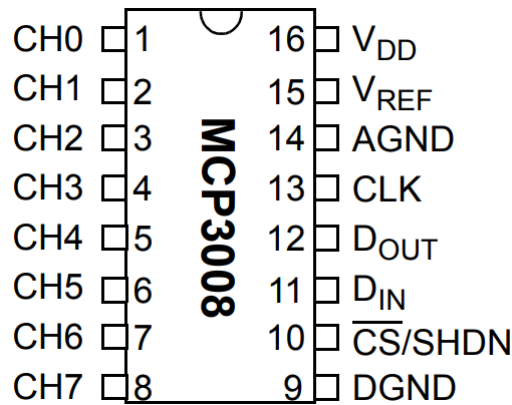 CH0 1 16 VDD
CH1 2 15 VREF
CH2 3 14 AGND
CH3 4 13 CLK
CH4 5 12 DOUT
CH5 6 11 DIN
CH6 7 10 C̅S̅/SHDN
CH7 8 9 DGND
MCP3008